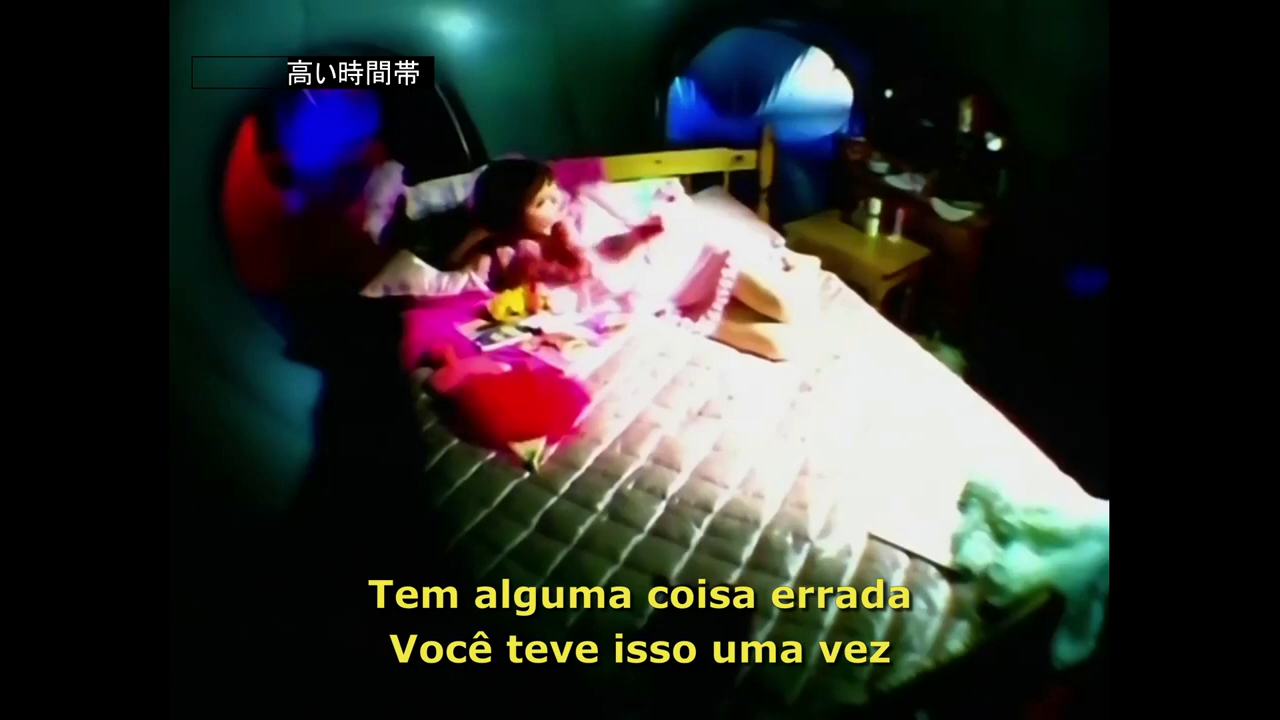 高い時間帯
Tem alguma coisa errada
Você teve isso uma vez